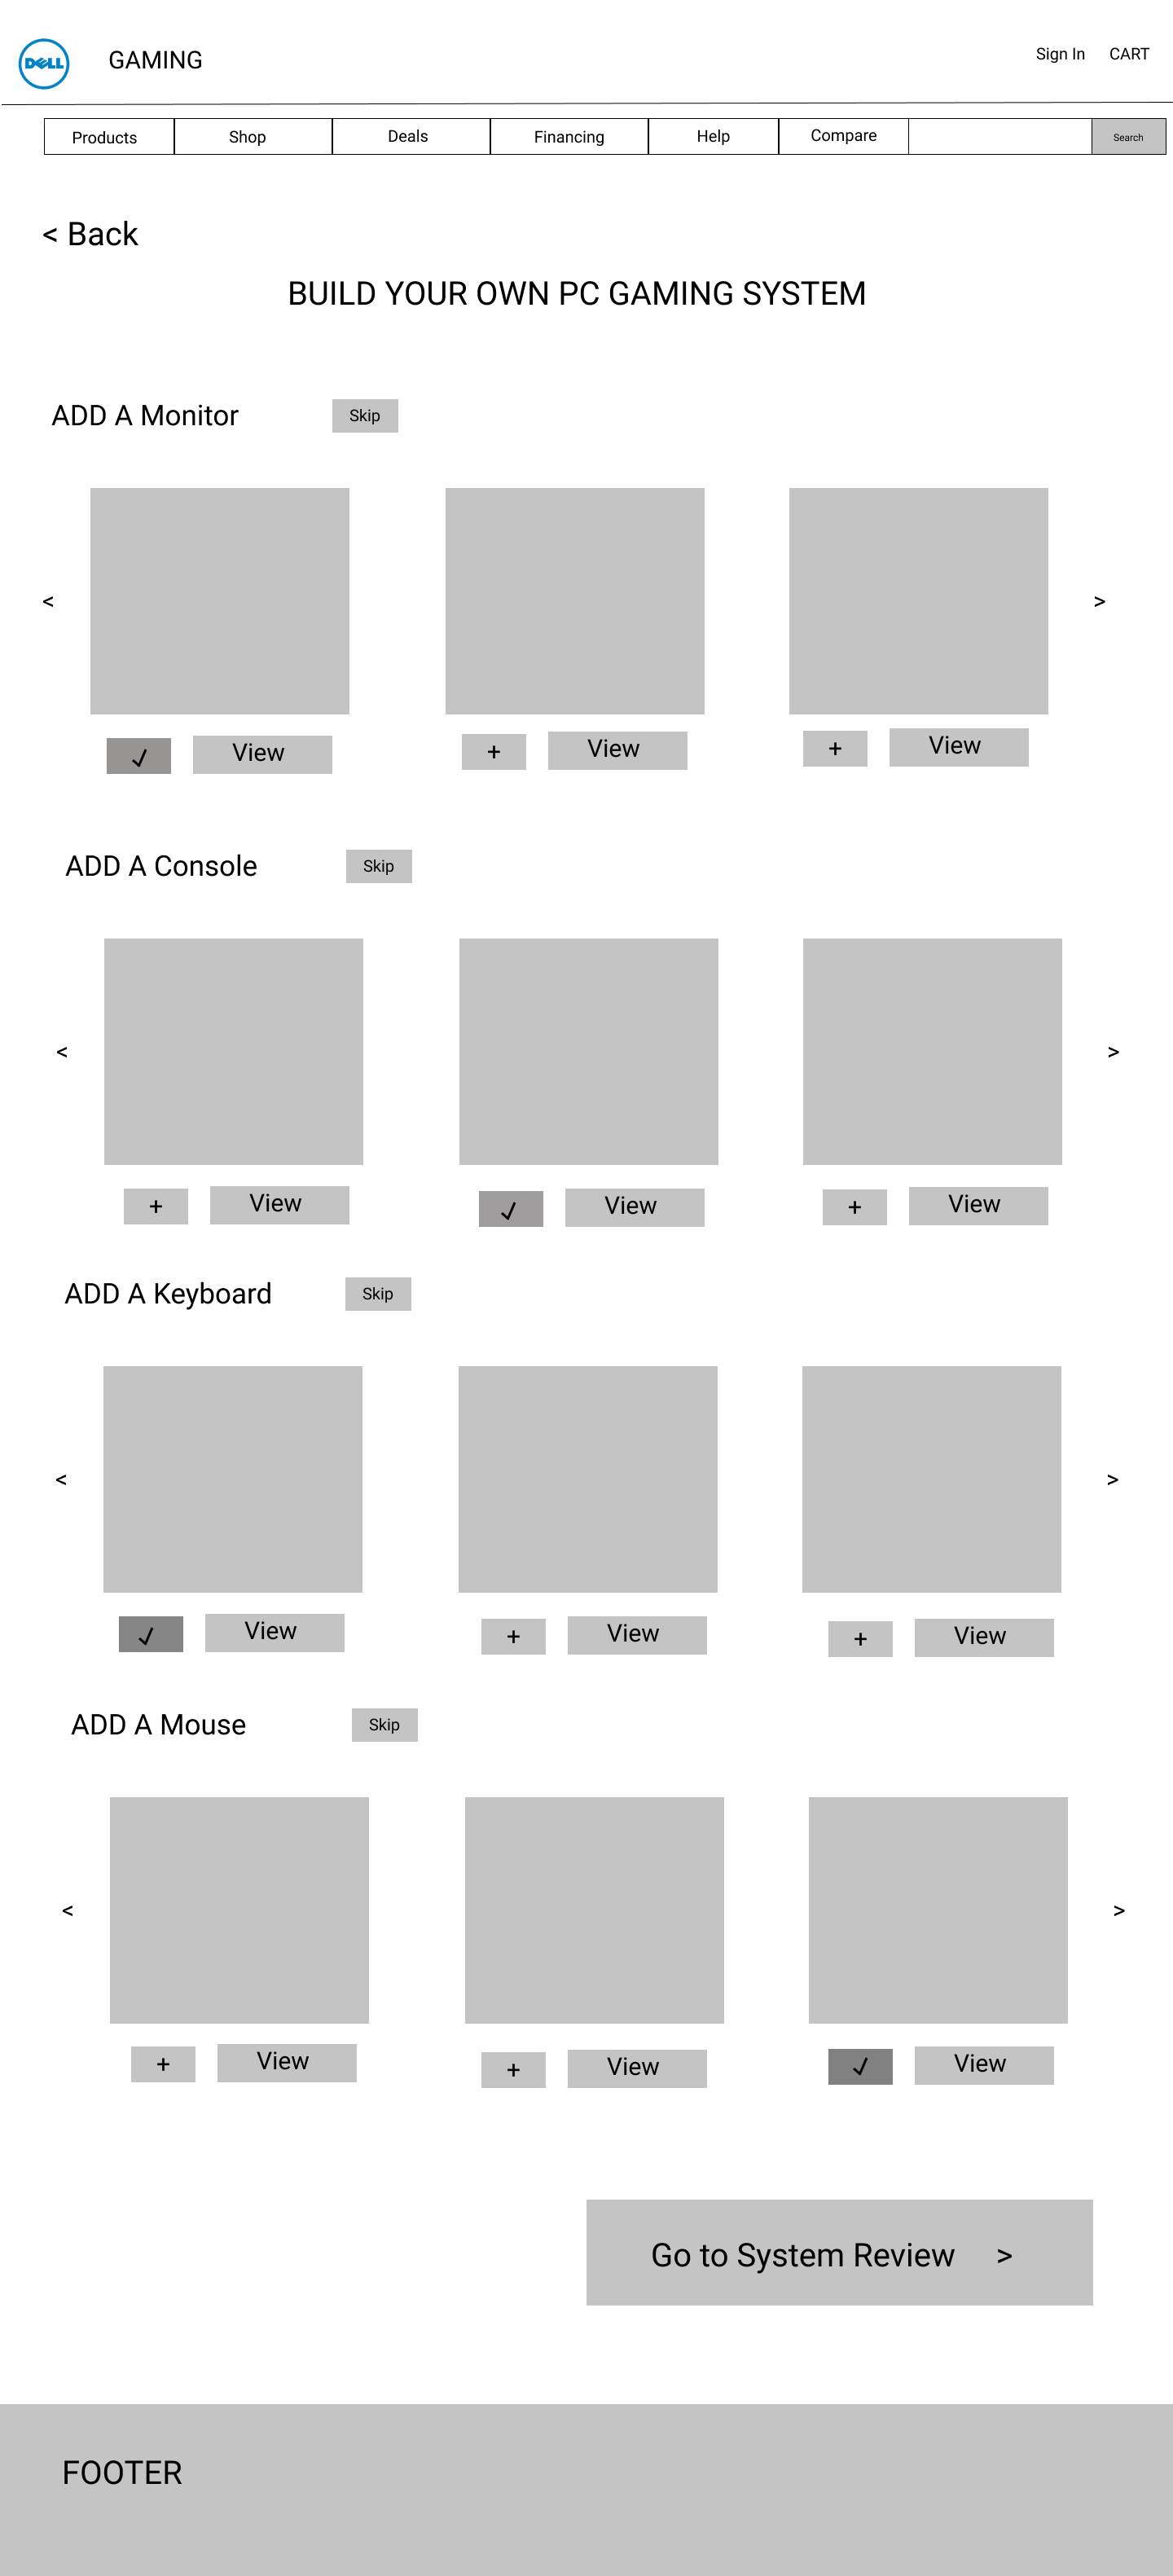 DELL
GAMING
Sign In CART
Products Shop Deals Financing Help Compare Search
< Back
BUILD YOUR OWN PC GAMING SYSTEM
ADD A Monitor Skip
< >
✓ View + View + View
ADD A Console Skip
< >
+ View ✓ View + View
ADD A Keyboard Skip
< >
✓ View + View + View
ADD A Mouse Skip
< >
+ View + View ✓ View
Go to System Review >
FOOTER